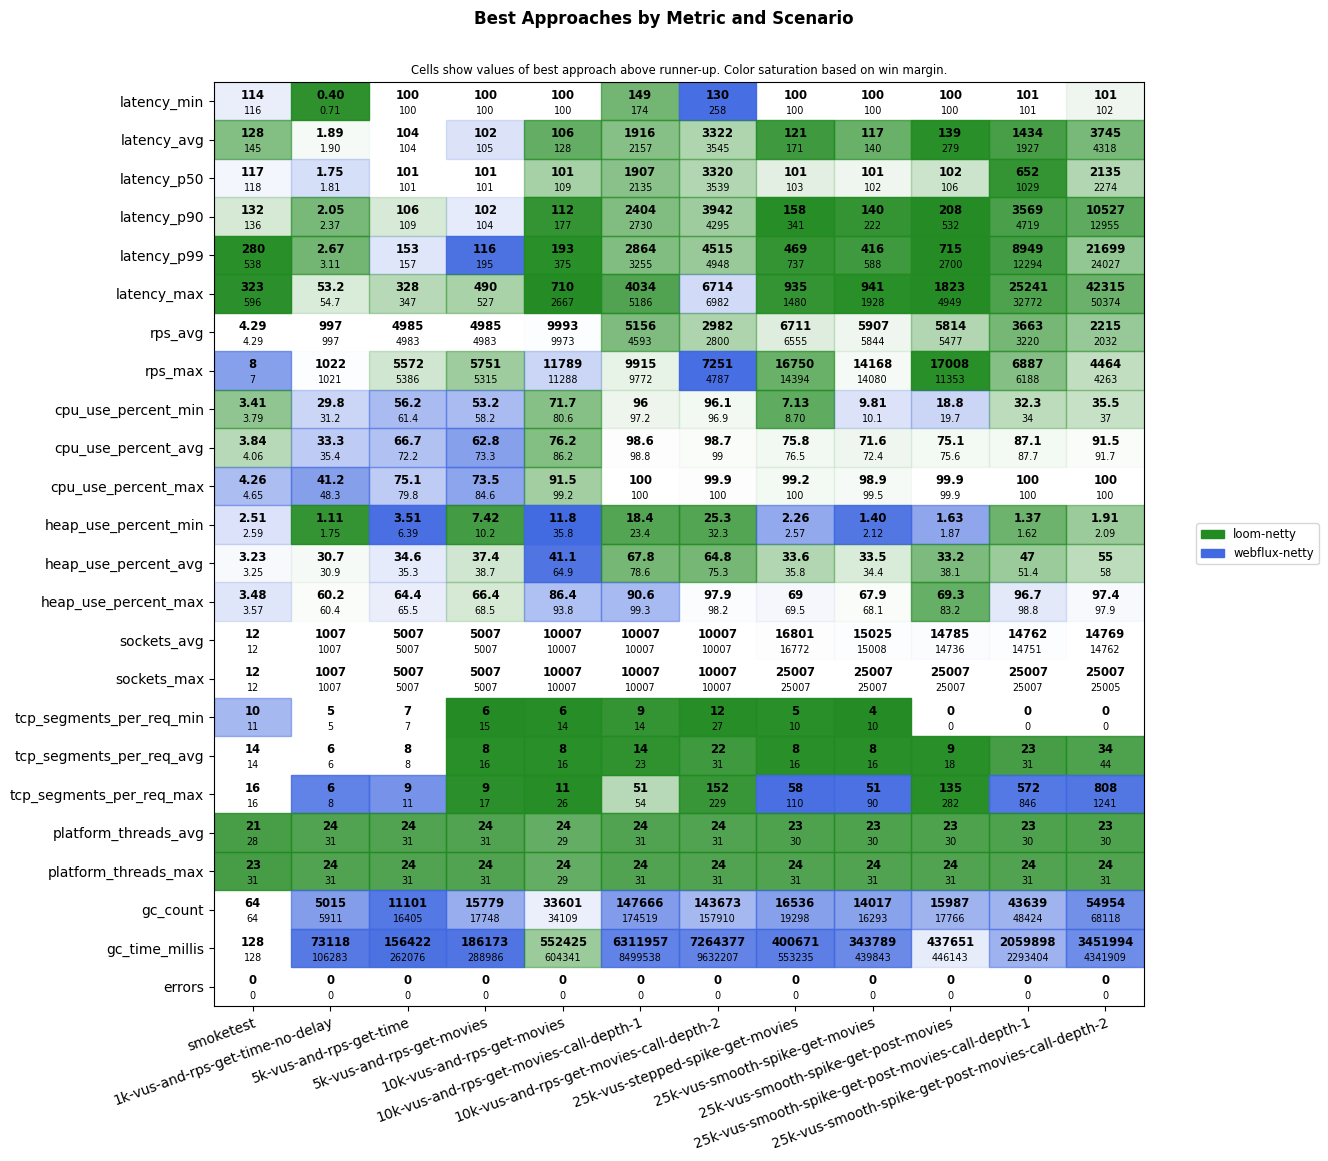 Best Approaches by Metric and Scenario
Cells show values of best approach above runner-up. Color saturation based on win margin.
latency_min 114 0.40 100 100 100 149 130 100 100 100 101 101
116 0.71 100 100 100 174 258 100 100 100 101 102
latency_avg 128 1.89 104 102 106 1916 3322 121 117 139 1434 3745
145 1.90 104 105 128 2157 3545 171 140 279 1927 4318
latency_p50 117 1.75 101 101 101 1907 3320 101 101 102 652 2135
118 1.81 101 101 109 2135 3539 103 102 106 1029 2274
latency_p90 132 2.05 106 102 112 2404 3942 158 140 208 3569 10527
136 2.37 109 104 177 2730 4295 341 222 532 4719 12955
latency_p99 280 2.67 153 116 193 2864 4515 469 416 715 8949 21699
538 3.11 157 195 375 3255 4948 737 588 2700 12294 24027
latency_max 323 53.2 328 490 710 4034 6714 935 941 1823 25241 42315
596 54.7 347 527 2667 5186 6982 1480 1928 4949 32772 50374
rps_avg 4.29 997 4985 4985 9993 5156 2982 6711 5907 5814 3663 2215
4.29 997 4983 4983 9973 4593 2800 6555 5844 5477 3220 2032
rps_max 8 1022 5572 5751 11789 9915 7251 16750 14168 17008 6887 4464
7 1021 5386 5315 11288 9772 4787 14394 14080 11353 6188 4263
cpu_use_percent_min 3.41 29.8 56.2 53.2 71.7 96 96.1 7.13 9.81 18.8 32.3 35.5
3.79 31.2 61.4 58.2 80.6 97.2 96.9 8.70 10.1 19.7 34 37
cpu_use_percent_avg 3.84 33.3 66.7 62.8 76.2 98.6 98.7 75.8 71.6 75.1 87.1 91.5
4.06 35.4 72.2 73.3 86.2 98.8 99 76.5 72.4 75.6 87.7 91.7
cpu_use_percent_max 4.26 41.2 75.1 73.5 91.5 100 99.9 99.2 98.9 99.9 100 100
4.65 48.3 79.8 84.6 99.2 100 100 100 99.5 99.9 100 100
heap_use_percent_min 2.51 1.11 3.51 7.42 11.8 18.4 25.3 2.26 1.40 1.63 1.37 1.91
2.59 1.75 6.39 10.2 35.8 23.4 32.3 2.57 2.12 1.87 1.62 2.09
heap_use_percent_avg 3.23 30.7 34.6 37.4 41.1 67.8 64.8 33.6 33.5 33.2 47 55
3.25 30.9 35.3 38.7 64.9 78.6 75.3 35.8 34.4 38.1 51.4 58
heap_use_percent_max 3.48 60.2 64.4 66.4 86.4 90.6 97.9 69 67.9 69.3 96.7 97.4
3.57 60.4 65.5 68.5 93.8 99.3 98.2 69.5 68.1 83.2 98.8 97.9
sockets_avg 12 1007 5007 5007 10007 10007 10007 16801 15025 14785 14762 14769
12 1007 5007 5007 10007 10007 10007 16772 15008 14736 14751 14762
sockets_max 12 1007 5007 5007 10007 10007 10007 25007 25007 25007 25007 25007
12 1007 5007 5007 10007 10007 10007 25007 25007 25007 25007 25005
tcp_segments_per_req_min 10 5 7 6 6 9 12 5 4 0 0 0
11 5 7 15 14 14 27 10 10 0 0 0
tcp_segments_per_req_avg 14 6 8 8 8 14 22 8 8 9 23 34
14 6 8 16 16 23 31 16 16 18 31 44
tcp_segments_per_req_max 16 6 9 9 11 51 152 58 51 135 572 808
16 8 11 17 26 54 229 110 90 282 846 1241
platform_threads_avg 21 24 24 24 24 24 24 23 23 23 23 23
28 31 31 31 29 31 31 30 30 30 30 30
platform_threads_max 23 24 24 24 24 24 24 24 24 24 24 24
31 31 31 31 29 31 31 31 31 31 31 31
gc_count 64 5015 11101 15779 33601 147666 143673 16536 14017 15987 43639 54954
64 5911 16405 17748 34109 174519 157910 19298 16293 17766 48424 68118
gc_time_millis 128 73118 156422 186173 552425 6311957 7264377 400671 343789 437651 2059898 3451994
128 106283 262076 288986 604341 8499538 9632207 553235 439843 446143 2293404 4341909
errors 0 0 0 0 0 0 0 0 0 0 0 0
0 0 0 0 0 0 0 0 0 0 0 0
smoketest
1k-vus-and-rps-get-time-no-delay
5k-vus-and-rps-get-time
5k-vus-and-rps-get-movies
10k-vus-and-rps-get-movies
10k-vus-and-rps-get-movies-call-depth-1
10k-vus-and-rps-get-movies-call-depth-2
25k-vus-stepped-spike-get-movies
25k-vus-smooth-spike-get-movies
25k-vus-smooth-spike-get-post-movies
25k-vus-smooth-spike-get-post-movies-call-depth-1
25k-vus-smooth-spike-get-post-movies-call-depth-2
loom-netty
webflux-netty